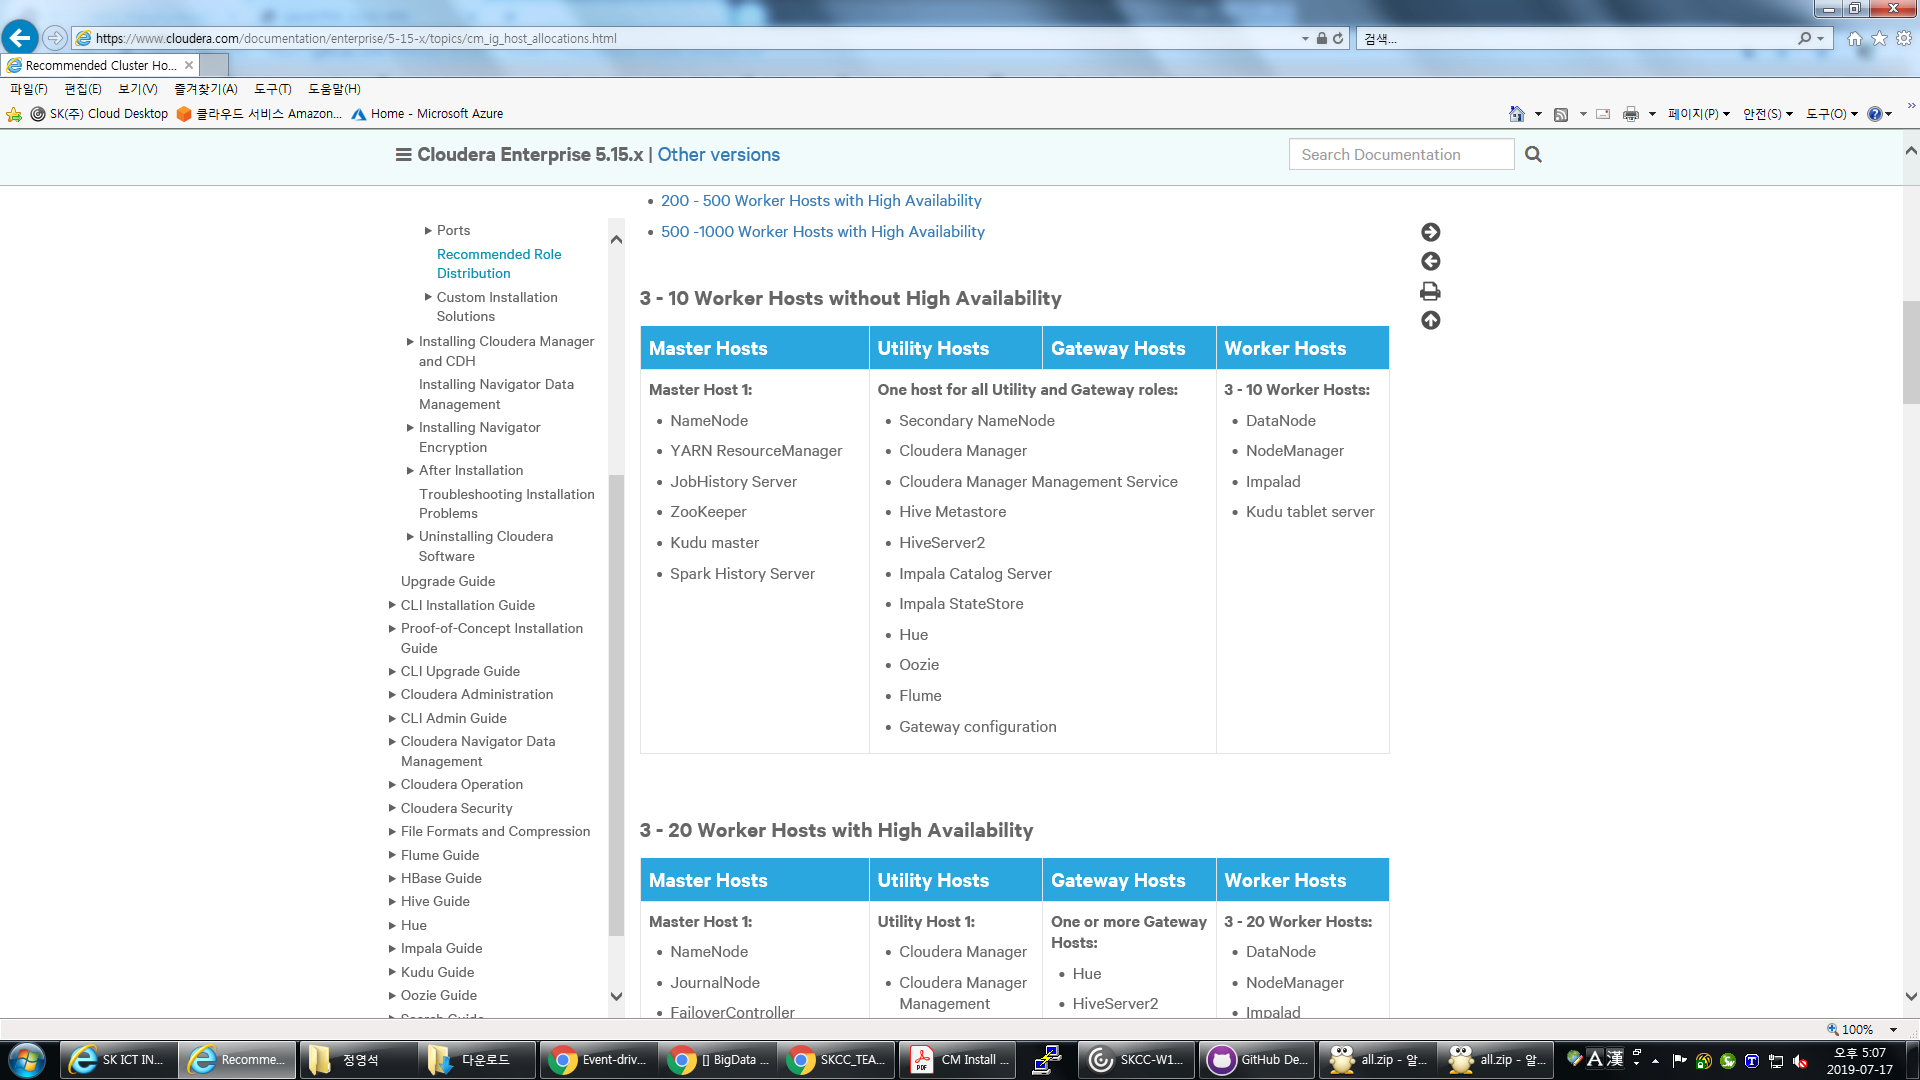 https://www.cloudera.com/documentation/enterprise/5-15-x/topics/cm_ig_host_allocations.html
검색...
Recommended Cluster Ho...
파일(F) 편집(E) 보기(V) 즐겨찾기(A) 도구(T) 도움말(H)
SK(주) Cloud Desktop 클라우드 서비스 Amazon... Home - Microsoft Azure
페이지(P) 안전(S) 도구(O)
Cloudera Enterprise 5.15.x | Other versions
Search Documentation
Ports
Recommended Role
Distribution
Custom Installation
Solutions
Installing Cloudera Manager
and CDH
Installing Navigator Data
Management
Installing Navigator
Encryption
After Installation
Troubleshooting Installation
Problems
Uninstalling Cloudera
Software
Upgrade Guide
CLI Installation Guide
Proof-of-Concept Installation
Guide
CLI Upgrade Guide
Cloudera Administration
CLI Admin Guide
Cloudera Navigator Data
Management
Cloudera Operation
Cloudera Security
File Formats and Compression
Flume Guide
HBase Guide
Hive Guide
Hue
Impala Guide
Kudu Guide
Oozie Guide
Search Guide
200 - 500 Worker Hosts with High Availability
500 -1000 Worker Hosts with High Availability
3 - 10 Worker Hosts without High Availability
Master Hosts Utility Hosts Gateway Hosts Worker Hosts
Master Host 1:
NameNode
YARN ResourceManager
JobHistory Server
ZooKeeper
Kudu master
Spark History Server
One host for all Utility and Gateway roles:
Secondary NameNode
Cloudera Manager
Cloudera Manager Management Service
Hive Metastore
HiveServer2
Impala Catalog Server
Impala StateStore
Hue
Oozie
Flume
Gateway configuration
3 - 10 Worker Hosts:
DataNode
NodeManager
Impalad
Kudu tablet server
3 - 20 Worker Hosts with High Availability
Master Hosts Utility Hosts Gateway Hosts Worker Hosts
Master Host 1:
NameNode
JournalNode
FailoverController
Utility Host 1:
Cloudera Manager
Cloudera Manager
Management
One or more Gateway
Hosts:
Hue
HiveServer2
3 - 20 Worker Hosts:
DataNode
NodeManager
Impalad
100%
SK ICT IN... Recomme... 정영석 다운로드 Event-driv... [] BigData ... SKCC_TEA... CM Install ... SKCC-W1... GitHub De... all.zip - 알... all.zip - 알...
A 漢
오후 5:07
2019-07-17